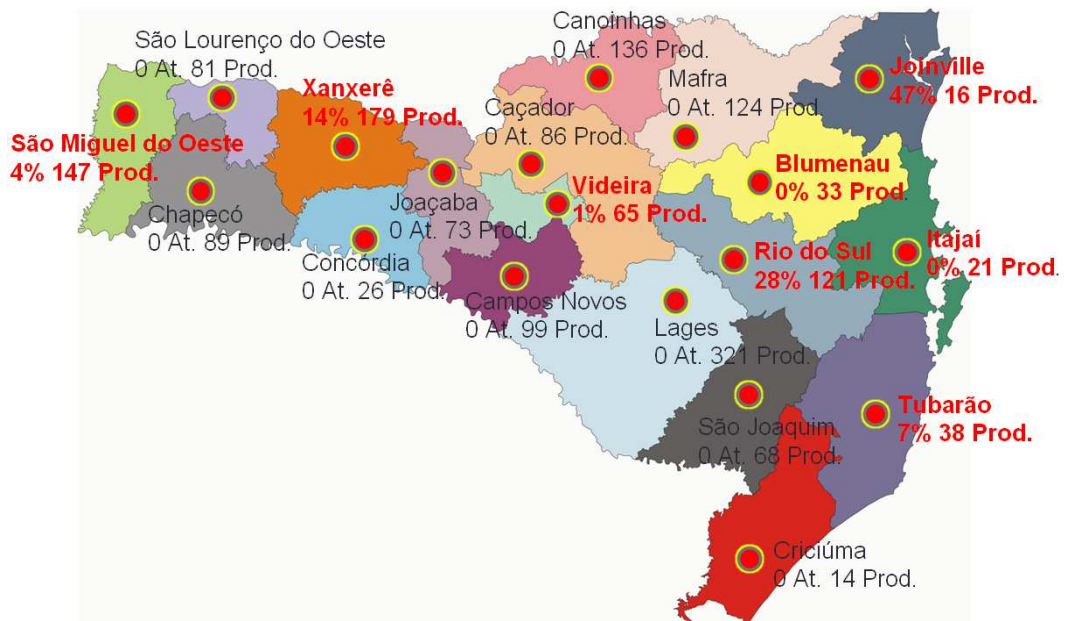 Canoinhas
0 At. 136 Prod.
São Lourenço do Oeste
0 At. 81 Prod.
Joinville
47% 16 Prod.
Mafra
0 At. 124 Prod.
Xanxerê
14% 179 Prod.
Caçador
0 At. 86 Prod.
São Miguel do Oeste
4% 147 Prod.
Blumenau
0% 33 Prod.
Videira
1% 65 Prod.
Joaçaba
0 At. 73 Prod.
Chapecó
0 At. 89 Prod.
Rio do Sul
28% 121 Prod.
Itajaí
0% 21 Prod.
Concórdia
0 At. 26 Prod.
Campos Novos
0 At. 99 Prod.
Lages
0 At. 321 Prod.
Tubarão
7% 38 Prod.
São Joaquim
0 At. 68 Prod.
Criciúma
0 At. 14 Prod.